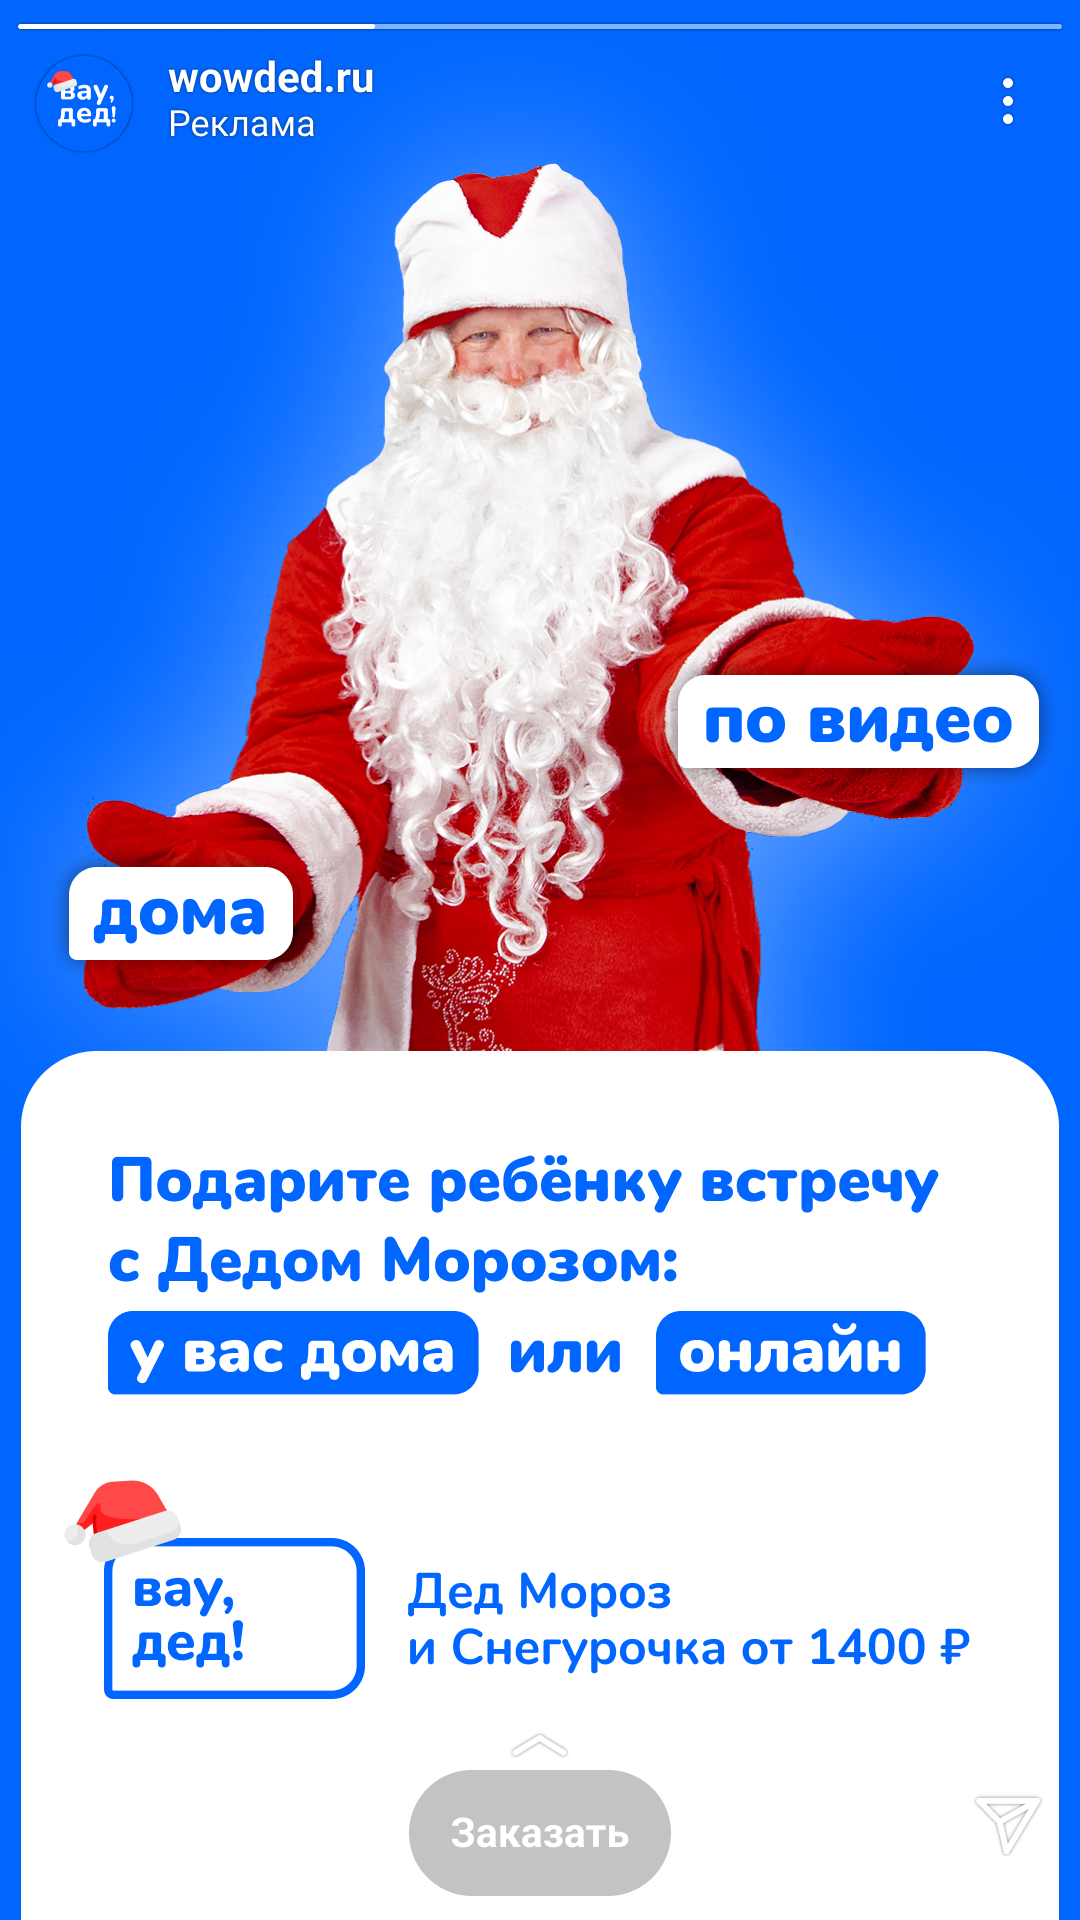 вау,
дед!
wowded.ru
Реклама
по видео
дома
Подарите ребёнку встречу
с Дедом Морозом:
у вас дома или онлайн
вау,
дед!
Дед Мороз
и Снегурочка от 1400 ₽
Заказать